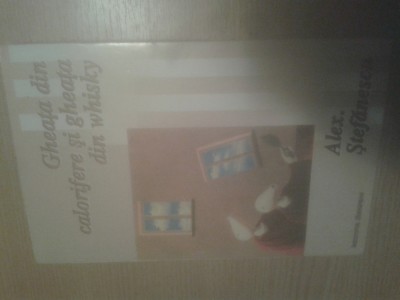 Gheața din
calorifere și gheața
din whisky
Alex.
Ștefănescu